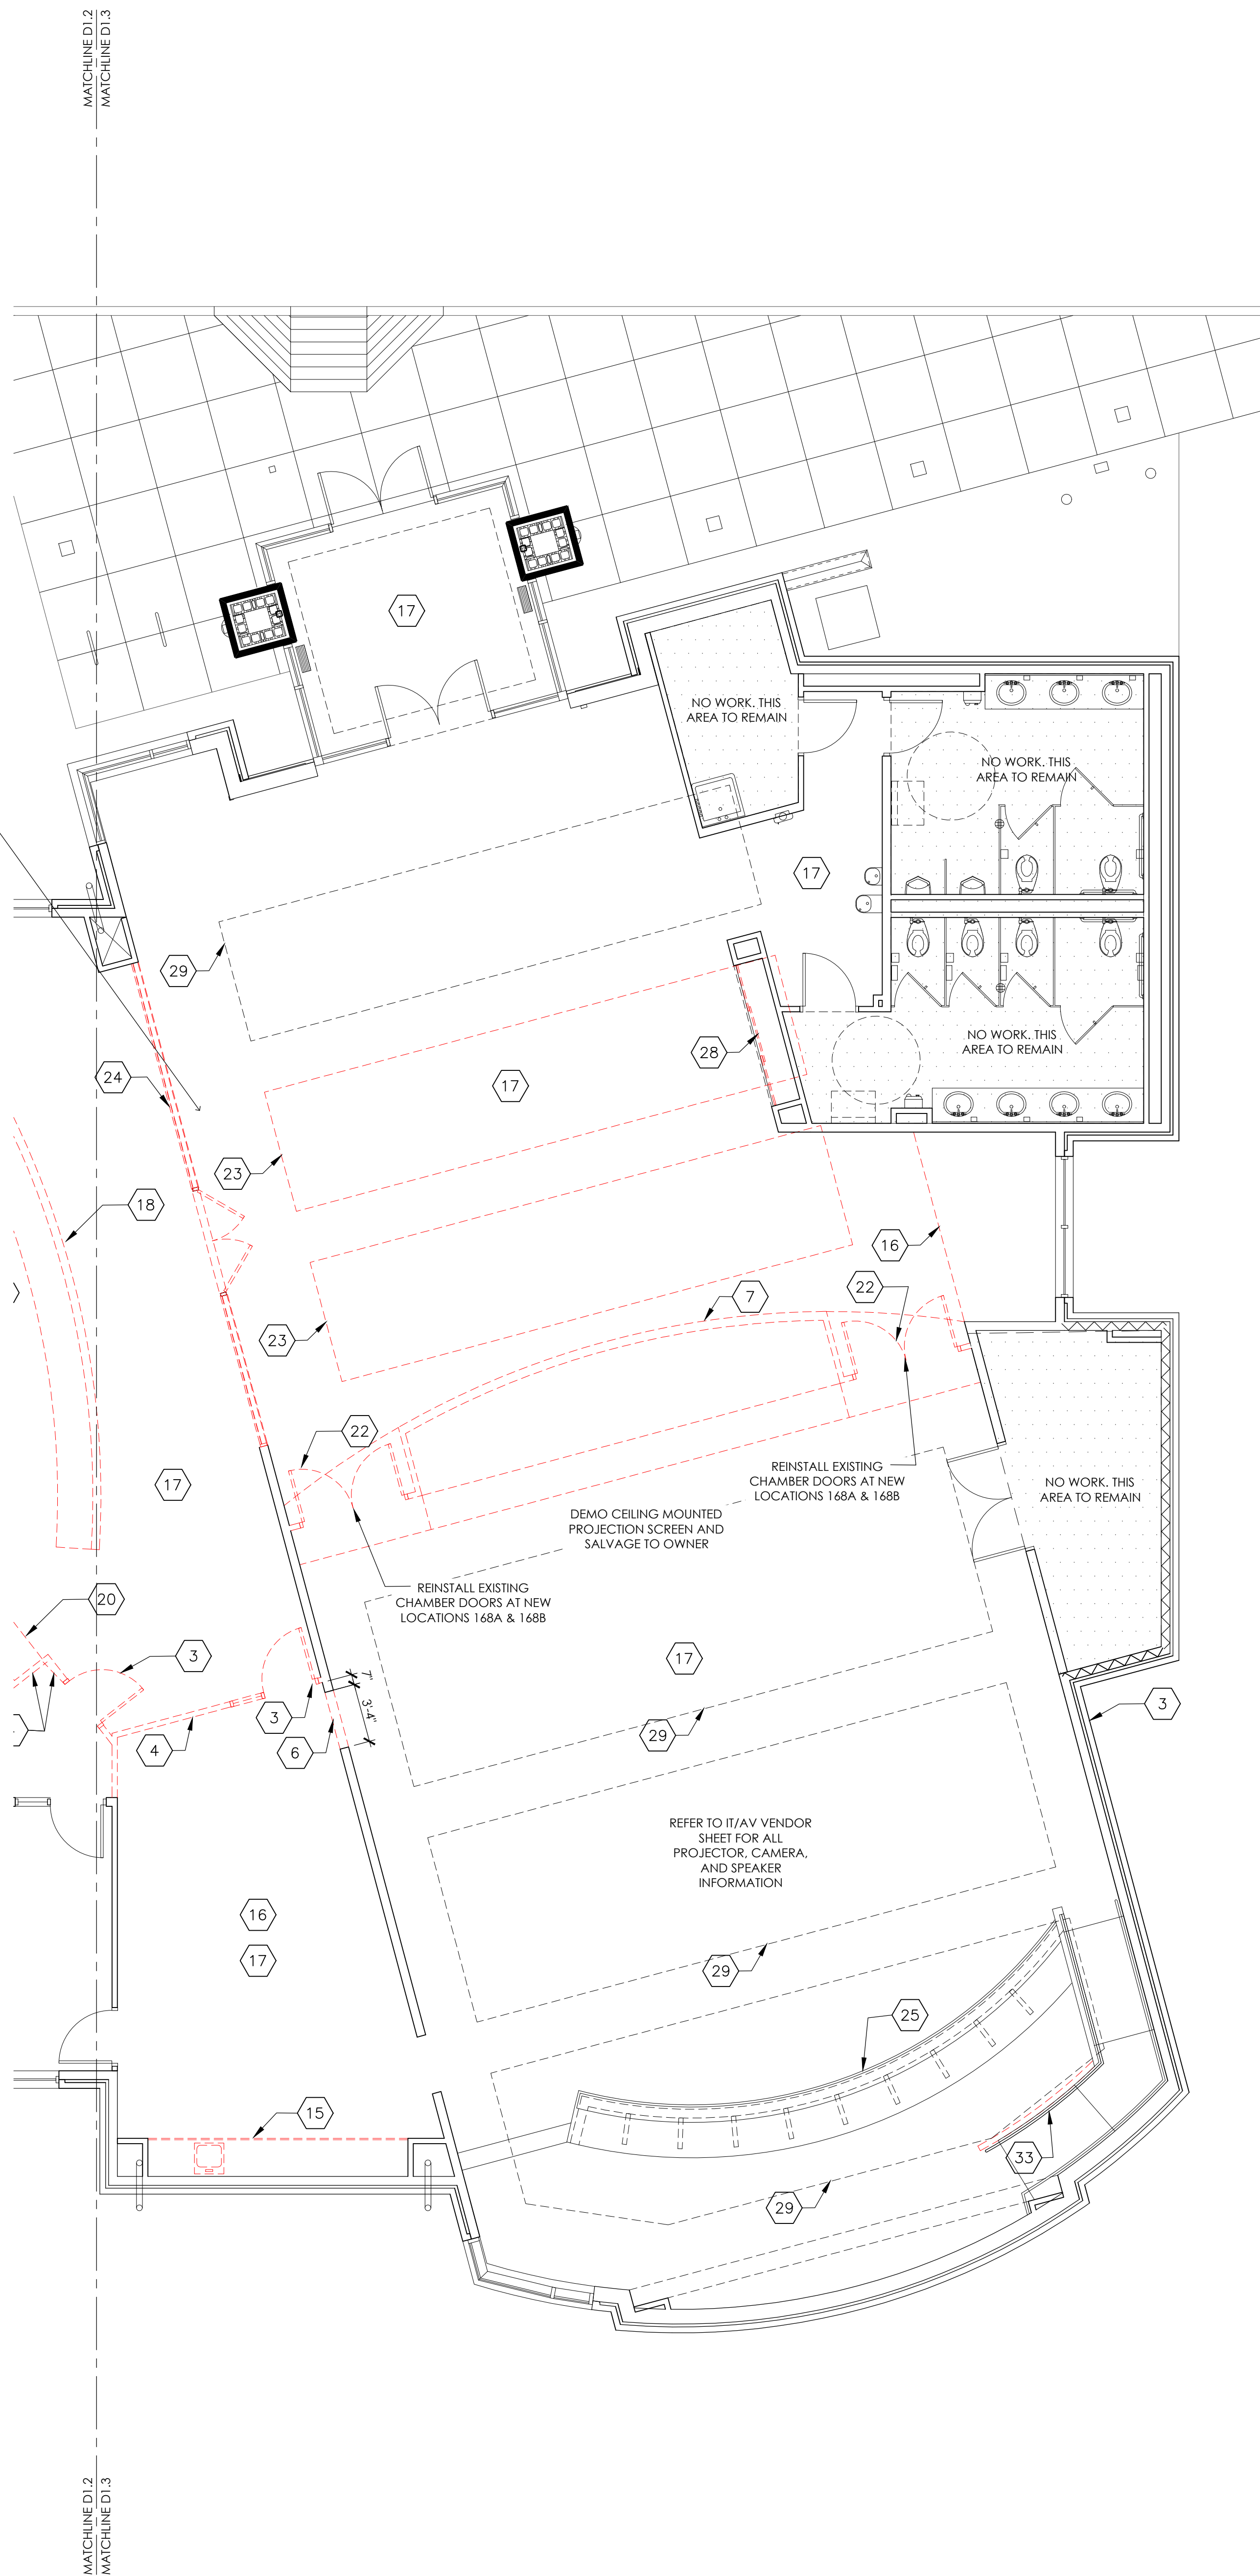 MATCHLINE D1.2
MATCHLINE D1.3
17
NO WORK. THIS
AREA TO REMAIN
NO WORK. THIS
AREA TO REMAIN
17
29
NO WORK. THIS
AREA TO REMAIN
28
24
17
23
18
16
22
7
23
22
17
REINSTALL EXISTING
CHAMBER DOORS AT NEW
LOCATIONS 168A & 168B
NO WORK. THIS
AREA TO REMAIN
DEMO CEILING MOUNTED
PROJECTION SCREEN AND
SALVAGE TO OWNER
REINSTALL EXISTING
CHAMBER DOORS AT NEW
LOCATIONS 168A & 168B
20
3
17
7"
3'-4"
3
3
29
4
6
REFER TO IT/AV VENDOR
SHEET FOR ALL
PROJECTOR, CAMERA,
AND SPEAKER
INFORMATION
16
17
29
25
15
33
29
MATCHLINE D1.2
MATCHLINE D1.3